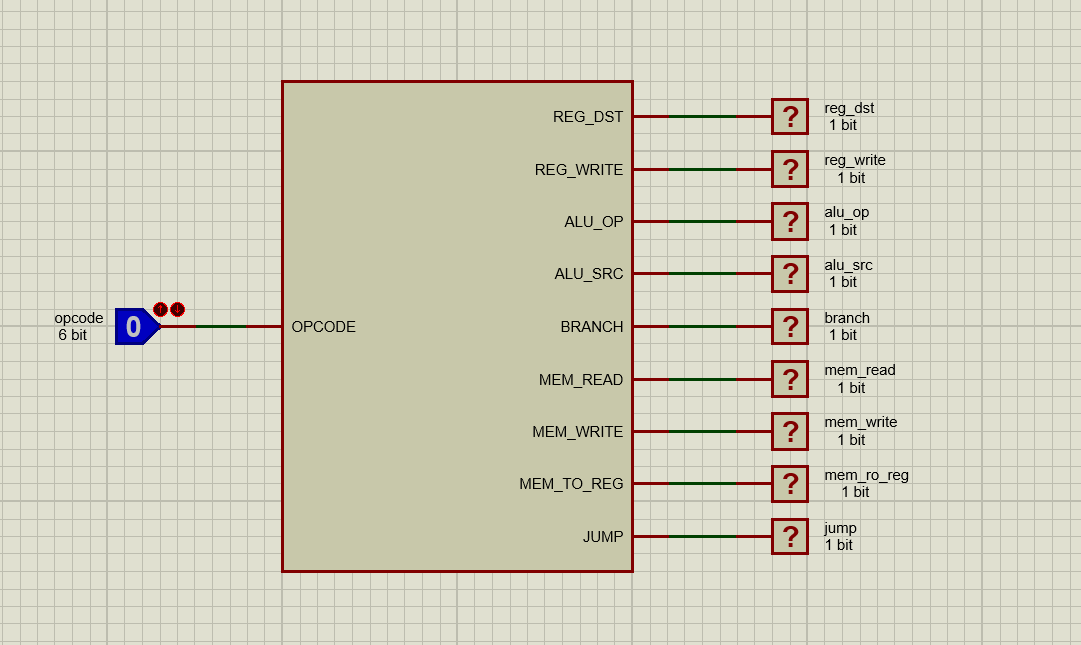 REG_DST
?
reg_dst
1 bit
REG_WRITE
?
reg_write
1 bit
ALU_OP
?
alu_op
1 bit
ALU_SRC
?
alu_src
1 bit
opcode
6 bit
0
OPCODE
BRANCH
?
branch
1 bit
MEM_READ
?
mem_read
1 bit
MEM_WRITE
?
mem_write
1 bit
MEM_TO_REG
?
mem_ro_reg
1 bit
JUMP
?
jump
1 bit